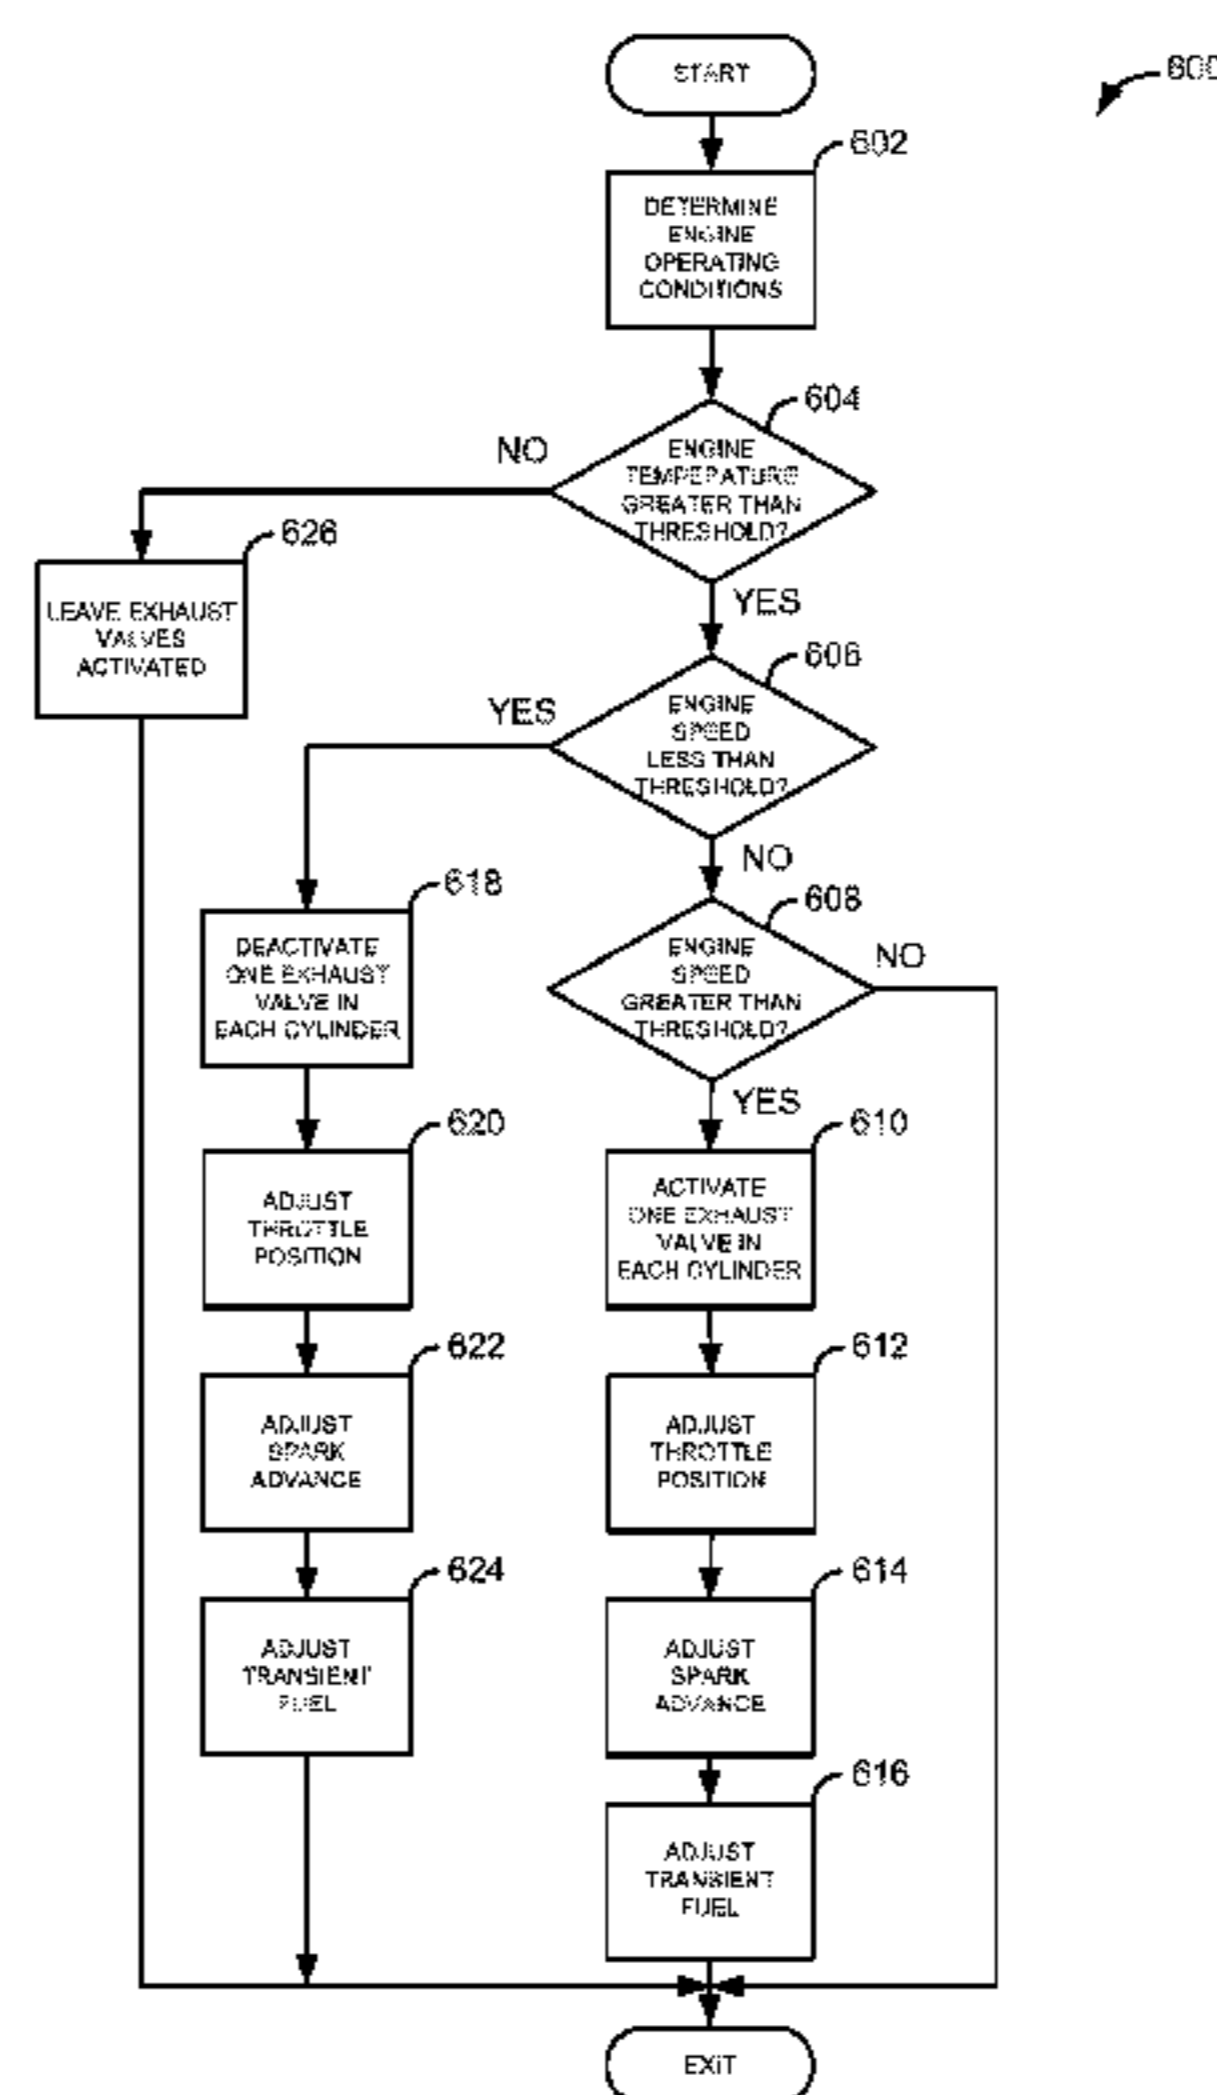 START
600
602
DETERMINE
ENGINE
OPERATING
CONDITIONS
604
NO
ENGINE
TEMPERATURE
GREATER THAN
THRESHOLD?
626
LEAVE EXHAUST
VALVES
ACTIVATED
YES
606
YES
ENGINE
SPEED
LESS THAN
THRESHOLD?
NO
618
608
DEACTIVATE
ONE EXHAUST
VALVE IN
EACH CYLINDER
ENGINE
SPEED
GREATER THAN
THRESHOLD?
NO
YES
620
610
ADJUST
THROTTLE
POSITION
ACTIVATE
ONE EXHAUST
VALVE IN
EACH CYLINDER
622
612
ADJUST
SPARK
ADVANCE
ADJUST
THROTTLE
POSITION
624
614
ADJUST
TRANSIENT
FUEL
ADJUST
SPARK
ADVANCE
616
ADJUST
TRANSIENT
FUEL
EXIT